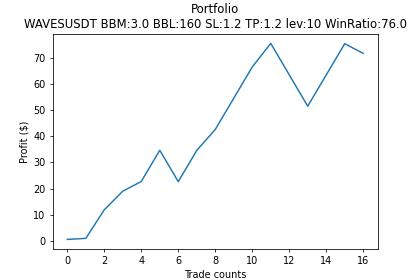 Portfolio
WAVESUSDT BBM:3.0 BBL:160 SL:1.2 TP:1.2 lev:10 WinRatio:76.0
Profit ($)
70
60
50
40
30
20
10
0
0 2 4 6 8 10 12 14 16
Trade counts